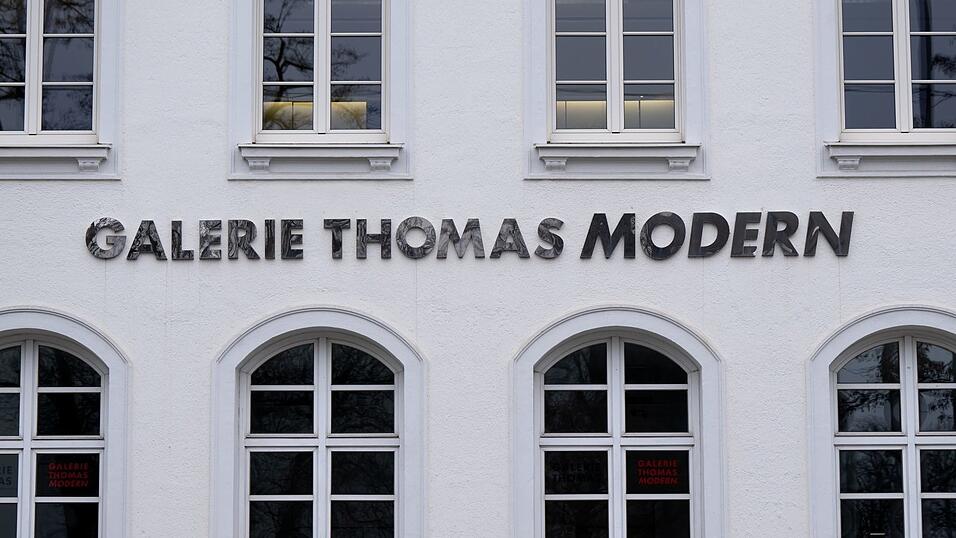 GALERIE THOMAS MODERN
GALERIE
THOMAS
MODERN
GALERIE
THOMAS
MODERN